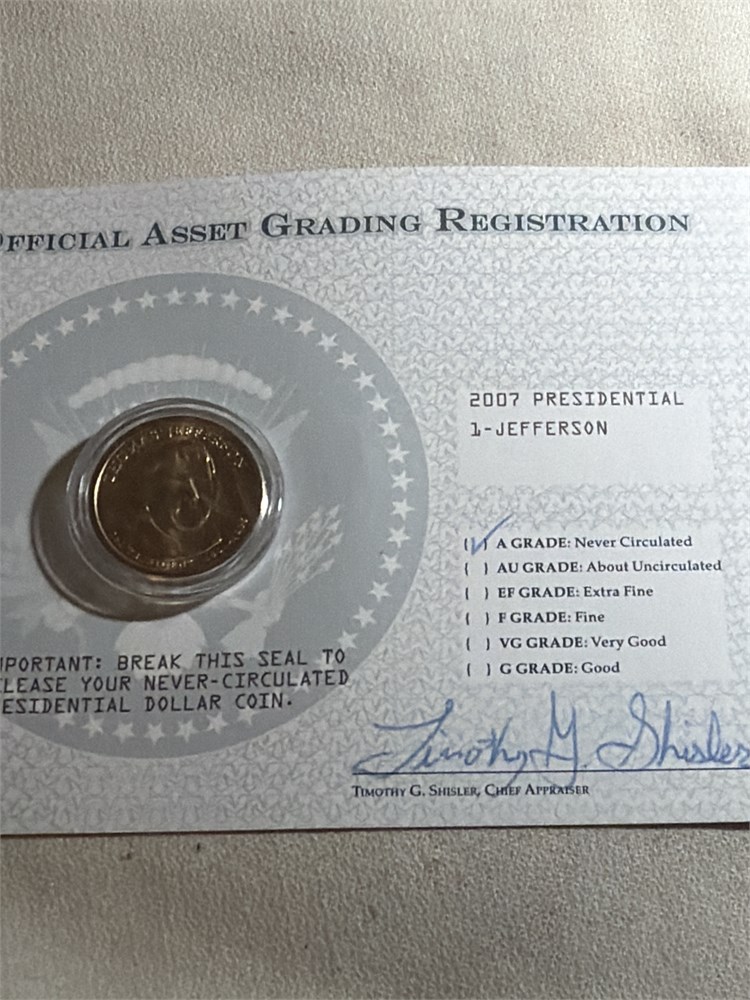 OFFICIAL ASSET GRADING REGISTRATION
2007 PRESIDENTIAL
1-JEFFERSON
JEFFERSON
(✓) A GRADE: Never Circulated
( ) AU GRADE: About Uncirculated
( ) EF GRADE: Extra Fine
( ) F GRADE: Fine
( ) VG GRADE: Very Good
( ) G GRADE: Good
MPORTANT: BREAK THIS SEAL TO
LEASE YOUR NEVER-CIRCULATED
ESIDENTIAL DOLLAR COIN.
Timothy G. Shisler
TIMOTHY G. SHISLER, CHIEF APPRAISER